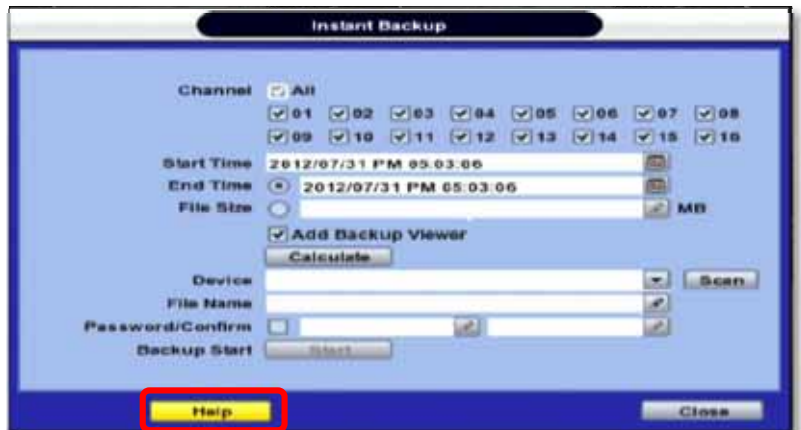 Instant Backup
Channel All
01 02 03 04 05 06 07 08
09 10 11 12 13 14 15 16
Start Time 2012/07/31 PM 05:03:06
End Time 2012/07/31 PM 05:03:06
File Size MB
Add Backup Viewer
Calculate
Device Scan
File Name
Password/Confirm
Backup Start Start
Help Close